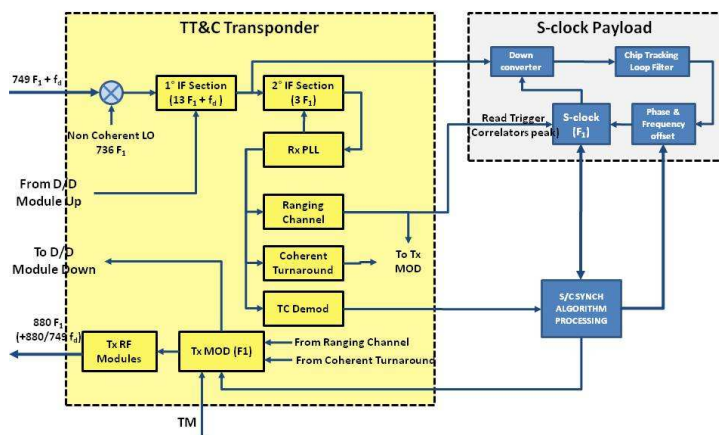 TT&C Transponder
S-clock Payload
749 F₁ + f_d
1° IF Section
(13 F₁ + f_d )
2° IF Section
(3 F₁)
Down
converter
Chip Tracking
Loop Filter
Non Coherent LO
736 F₁
Rx PLL
Read Trigger
(Correlators peak)
S-clock
(F₁)
Phase &
Frequency
offset
From D/D
Module Up
Ranging
Channel
To D/D
Module Down
Coherent
Turnaround
To Tx
MOD
TC Demod
S/C SYNCH
ALGORITHM
PROCESSING
880 F₁
(+880/749 f_d)
Tx RF
Modules
Tx MOD (F1)
From Ranging Channel
From Coherent Turnaround
TM